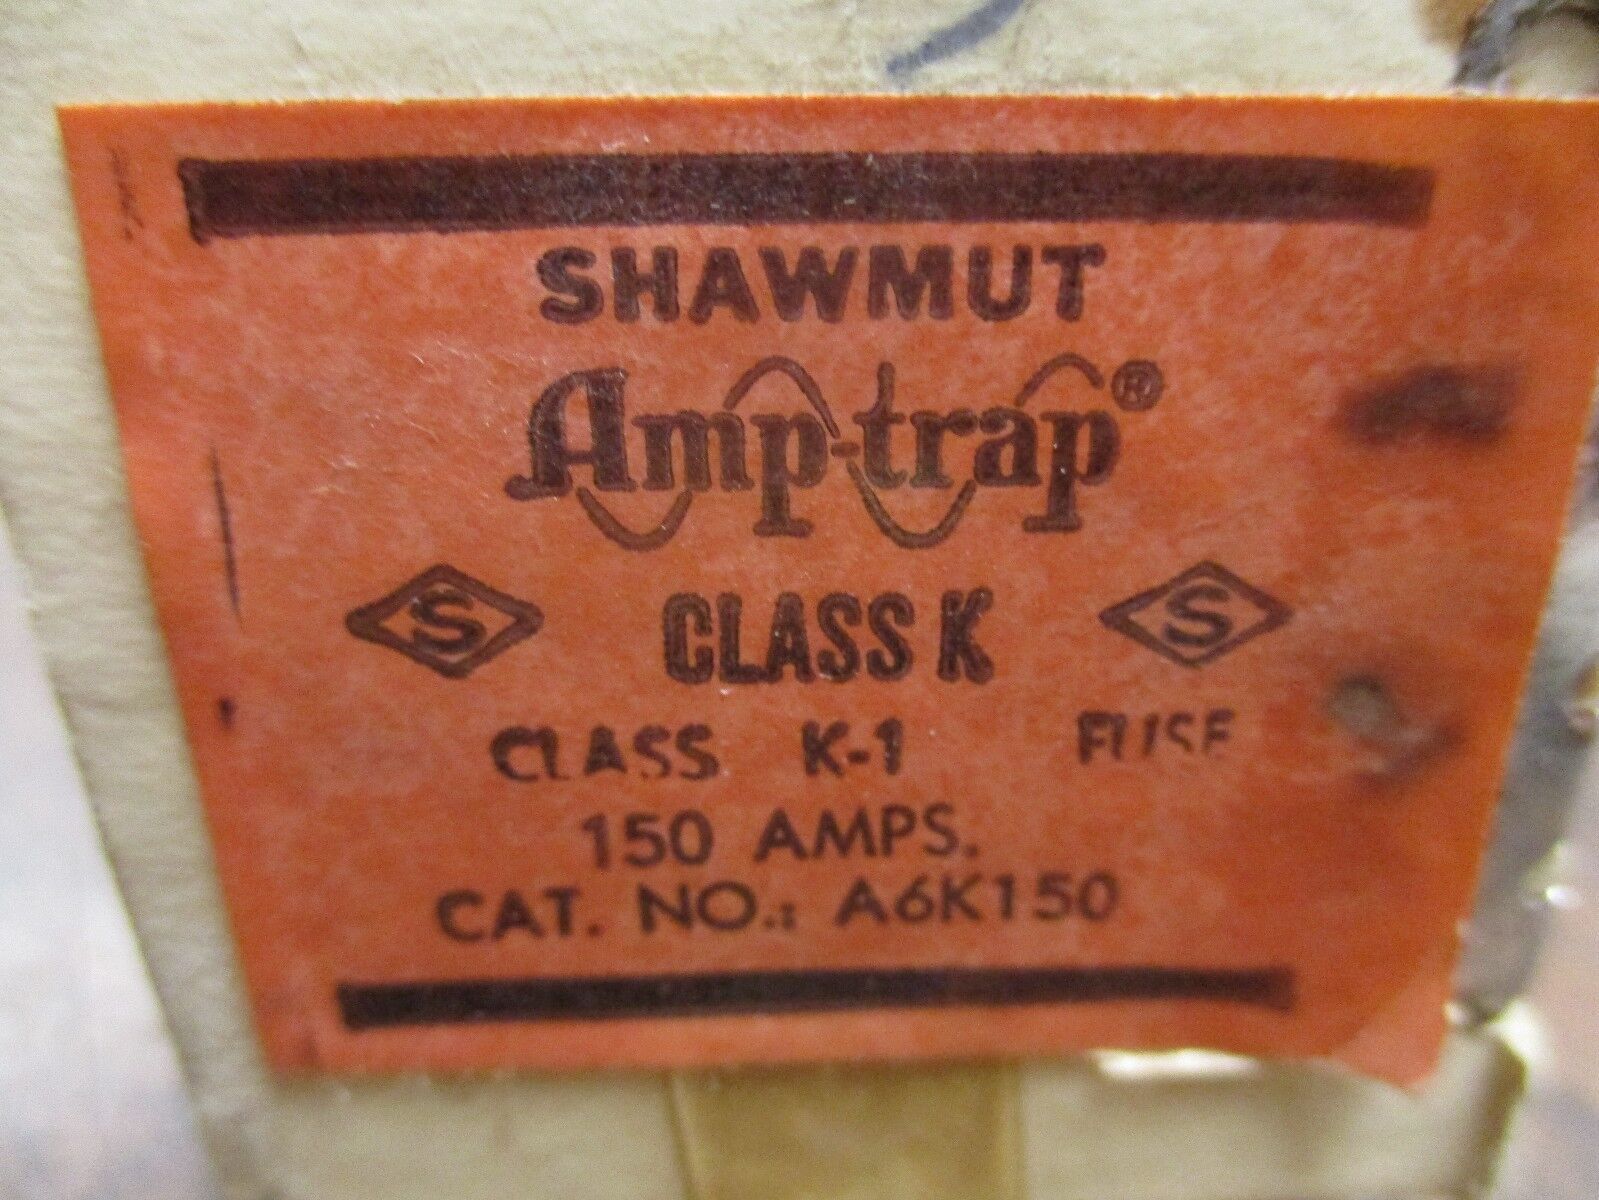 SHAWMUT
Amp-trap®
S CLASS K S
CLASS K-1 FUSE
150 AMPS.
CAT. NO.: A6K150